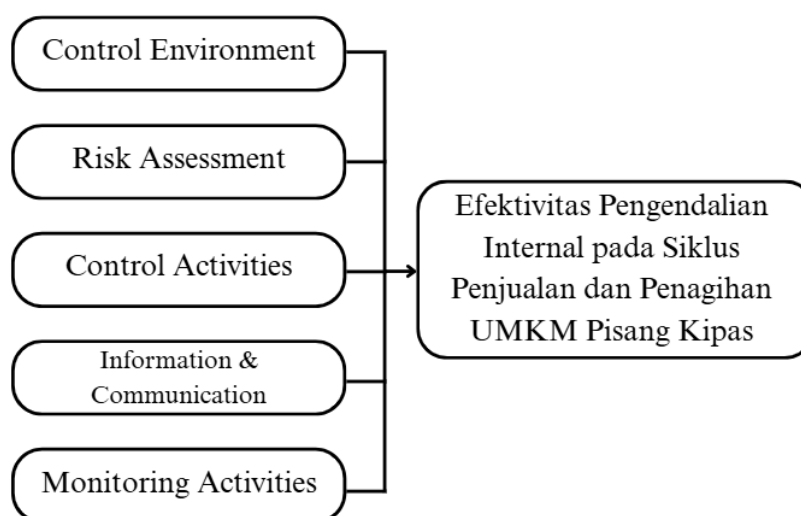 Control Environment
Risk Assessment
Control Activities
Information &
Communication
Monitoring Activities
Efektivitas Pengendalian
Internal pada Siklus
Penjualan dan Penagihan
UMKM Pisang Kipas